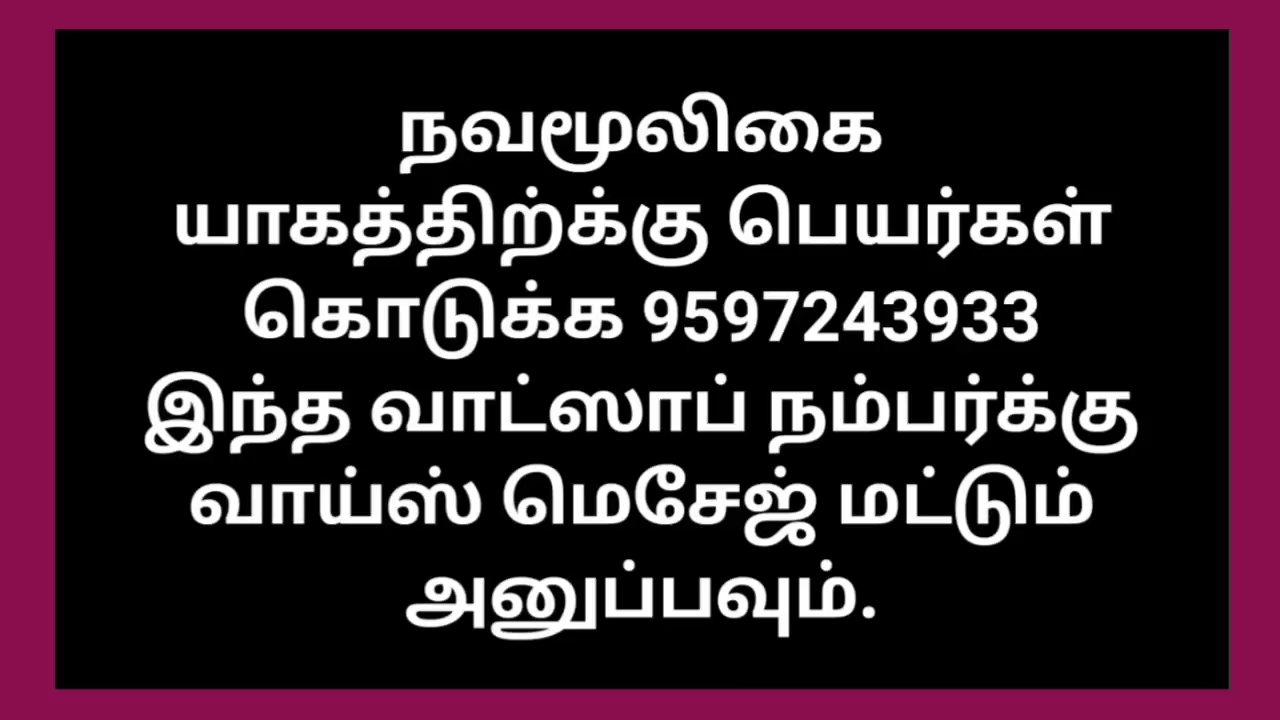 நவமூலிகை
யாகத்திற்க்கு பெயர்கள்
கொடுக்க 9597243933
இந்த வாட்ஸாப் நம்பர்க்கு
வாய்ஸ் மெசேஜ் மட்டும்
அனுப்பவும்.